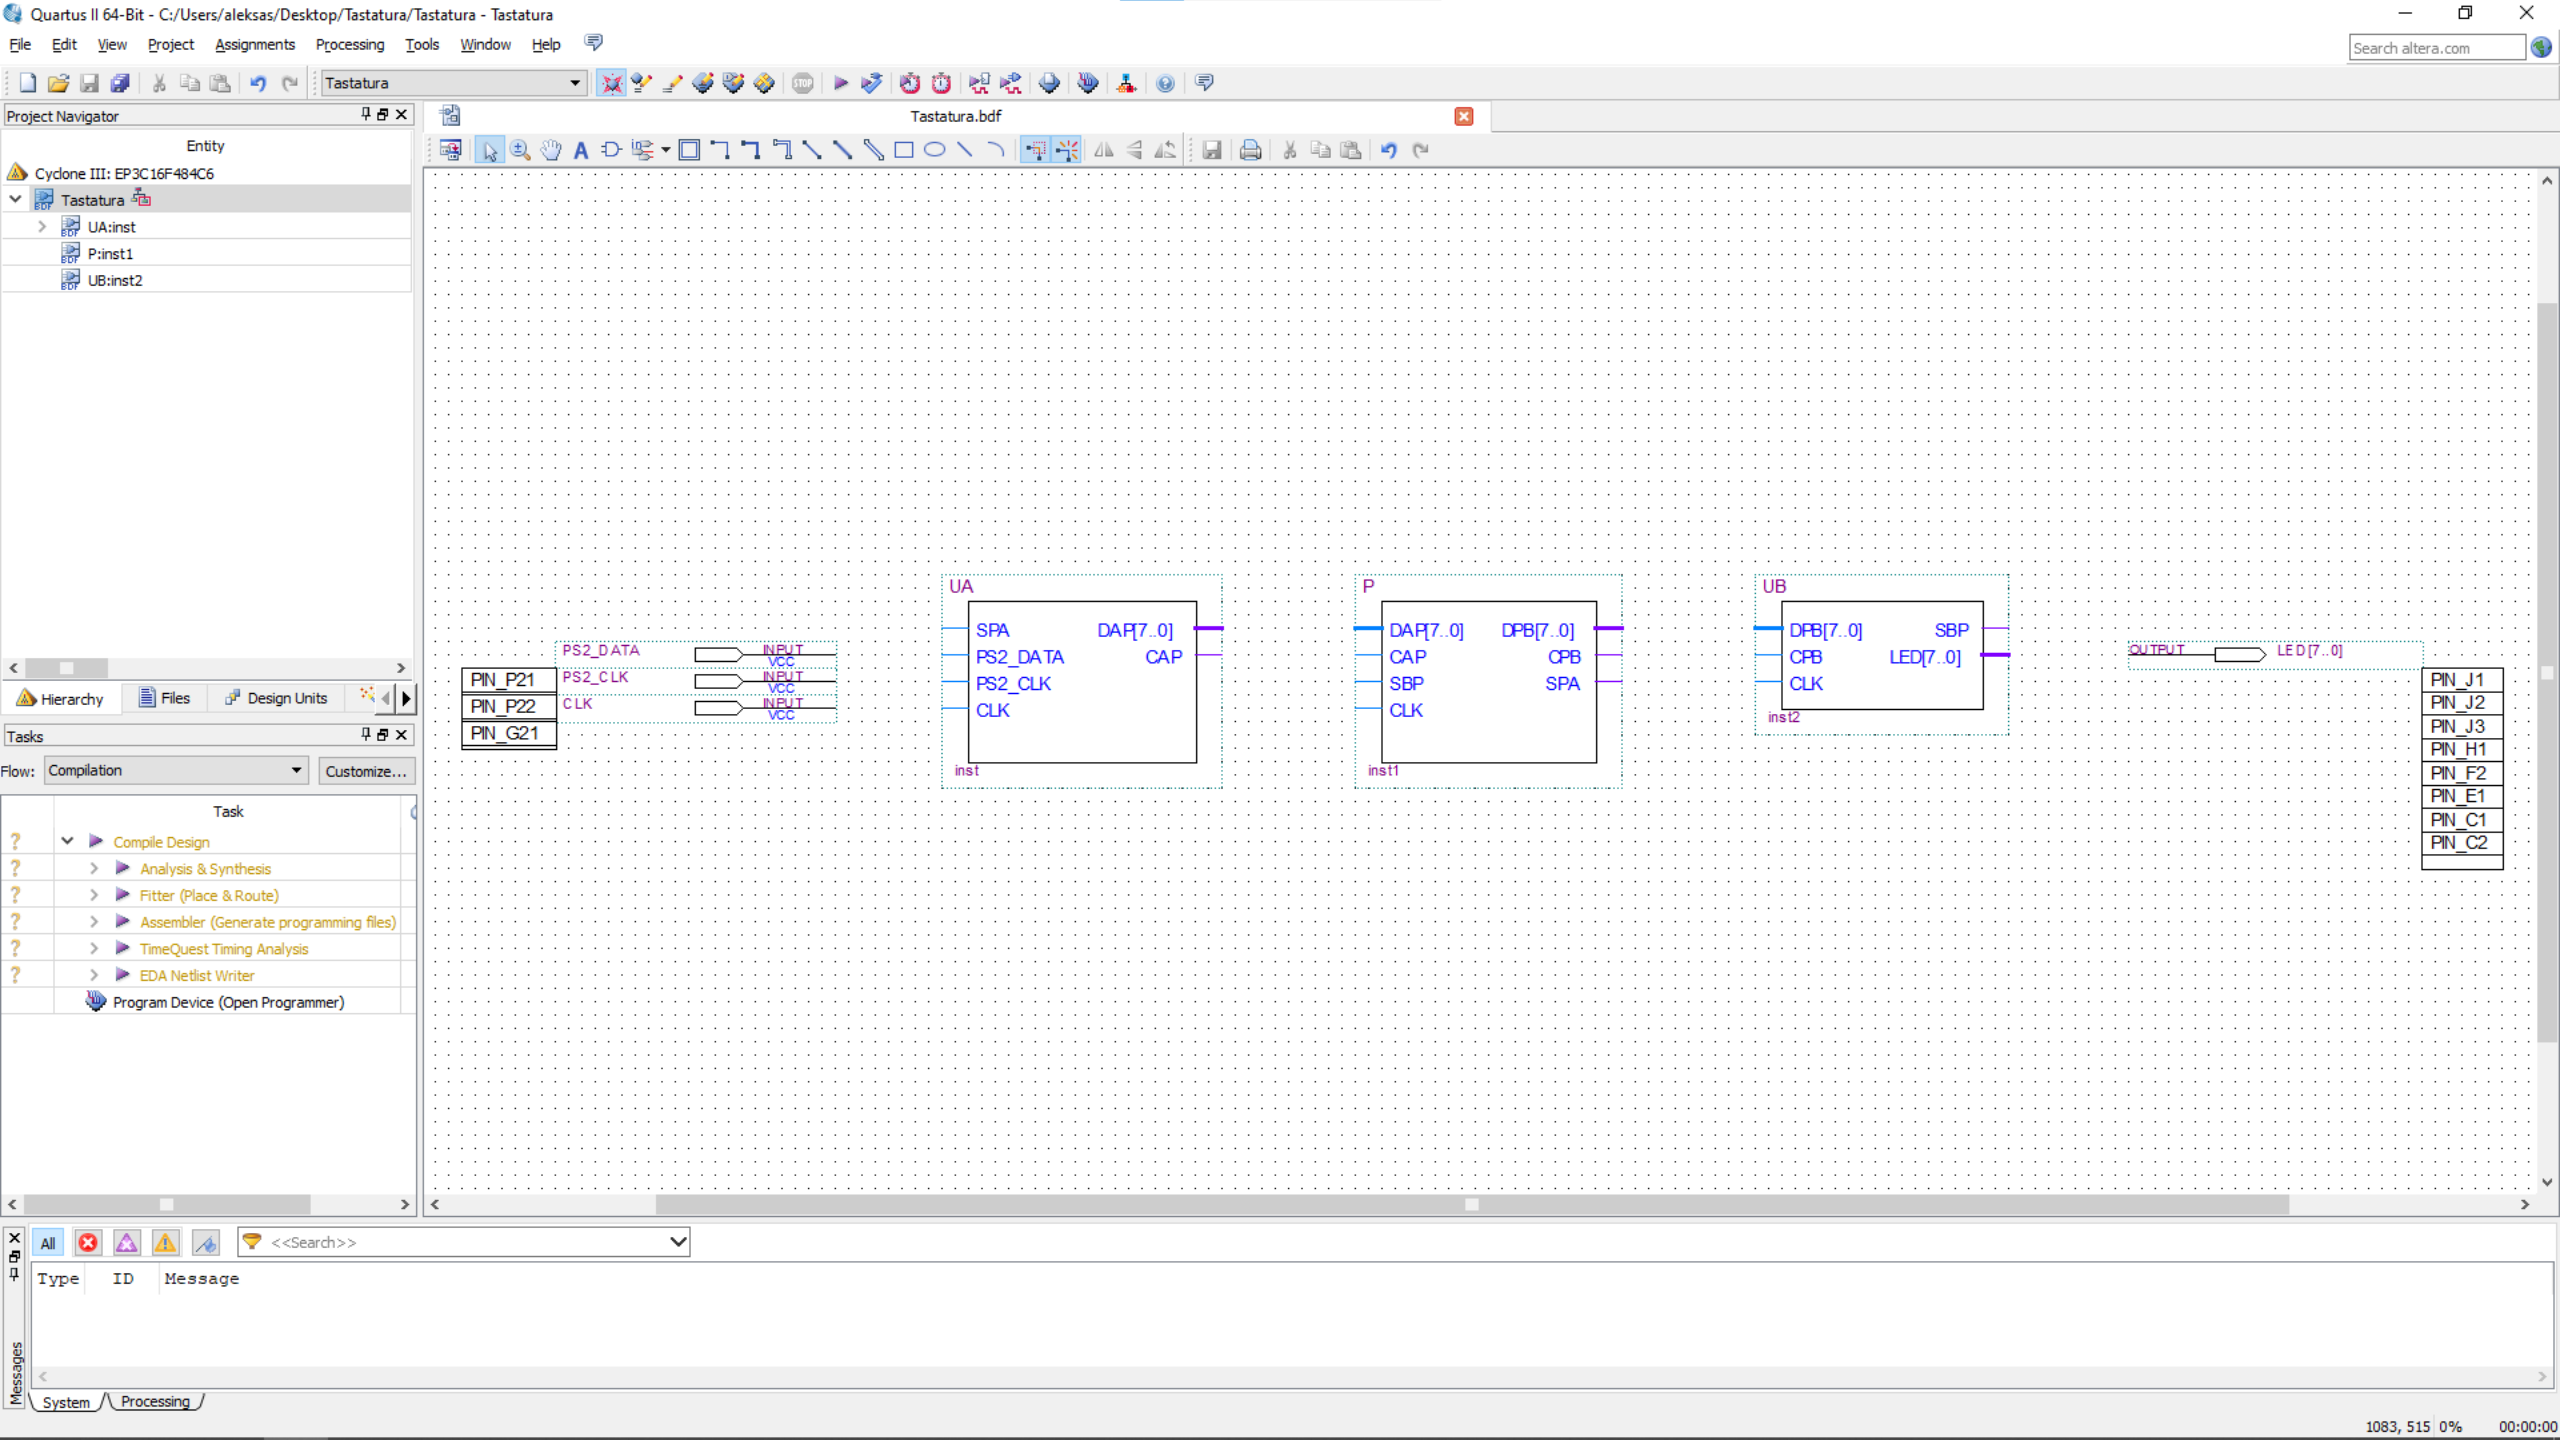 Quartus II 64-Bit - C:/Users/aleksas/Desktop/Tastatura/Tastatura - Tastatura
File Edit View Project Assignments Processing Tools Window Help
Search altera.com
Tastatura
STOP
Project Navigator
Tastatura.bdf
Entity
Cyclone III: EP3C16F484C6
Tastatura
UA:inst
P:inst1
UB:inst2
Hierarchy Files Design Units
Tasks
Flow: Compilation Customize...
Task
Compile Design
Analysis & Synthesis
Fitter (Place & Route)
Assembler (Generate programming files)
TimeQuest Timing Analysis
EDA Netlist Writer
Program Device (Open Programmer)
PS2_DATA INPUT
VCC
PS2_CLK INPUT
VCC
CLK INPUT
VCC
PIN_P21
PIN_P22
PIN_G21
UA
SPA DAP[7..0]
PS2_DATA CAP
PS2_CLK
CLK
inst
P
DAP[7..0] DPB[7..0]
CAP CPB
SBP SPA
CLK
inst1
UB
DPB[7..0] SBP
CPB LED[7..0]
CLK
inst2
OUTPUT LED[7..0]
PIN_J1
PIN_J2
PIN_J3
PIN_H1
PIN_F2
PIN_E1
PIN_C1
PIN_C2
All <<Search>>
Type ID Message
Messages
System Processing
1083, 515 0% 00:00:00